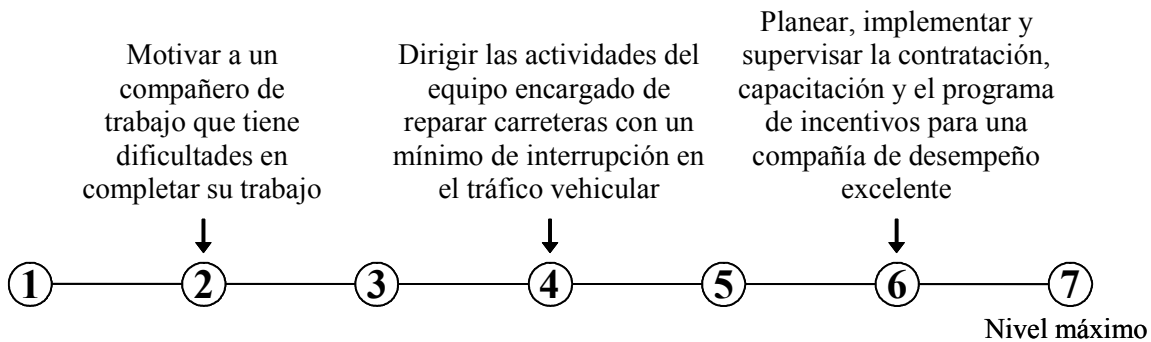 Motivar a un
compañero de
trabajo que tiene
dificultades en
completar su trabajo
Dirigir las actividades del
equipo encargado de
reparar carreteras con un
mínimo de interrupción en
el tráfico vehicular
Planear, implementar y
supervisar la contratación,
capacitación y el programa
de incentivos para una
compañía de desempeño
excelente
1 2 3 4 5 6 7
Nivel máximo